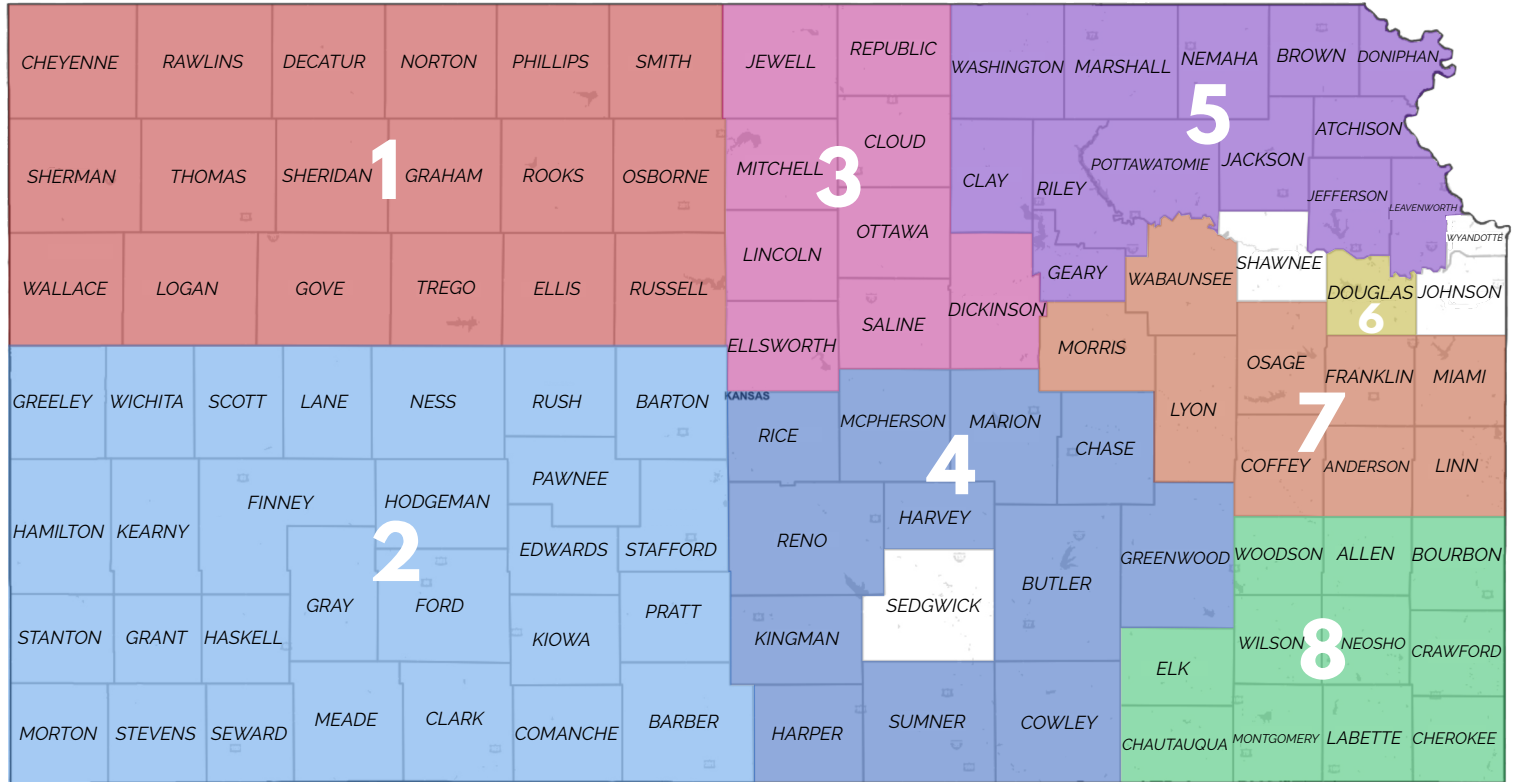 CHEYENNE RAWLINS DECATUR NORTON PHILLIPS SMITH JEWELL REPUBLIC WASHINGTON MARSHALL NEMAHA BROWN DONIPHAN
5
SHERMAN THOMAS SHERIDAN 1 GRAHAM ROOKS OSBORNE MITCHELL 3 CLOUD CLAY RILEY POTTAWATOMIE JACKSON ATCHISON
JEFFERSON LEAVENWORTH
LINCOLN OTTAWA WYANDOTTE
WALLACE LOGAN GOVE TREGO ELLIS RUSSELL GEARY WABAUNSEE SHAWNEE DOUGLAS JOHNSON
6
ELLSWORTH SALINE DICKINSON MORRIS OSAGE FRANKLIN MIAMI
KANSAS
GREELEY WICHITA SCOTT LANE NESS RUSH BARTON RICE MCPHERSON MARION CHASE LYON 7
4
COFFEY ANDERSON LINN
HAMILTON KEARNY FINNEY HODGEMAN PAWNEE HARVEY
2
EDWARDS STAFFORD RENO GREENWOOD WOODSON ALLEN BOURBON
GRAY FORD PRATT SEDGWICK BUTLER
STANTON GRANT HASKELL KIOWA KINGMAN ELK WILSON 8 NEOSHO CRAWFORD
MORTON STEVENS SEWARD MEADE CLARK COMANCHE BARBER HARPER SUMNER COWLEY CHAUTAUQUA MONTGOMERY LABETTE CHEROKEE